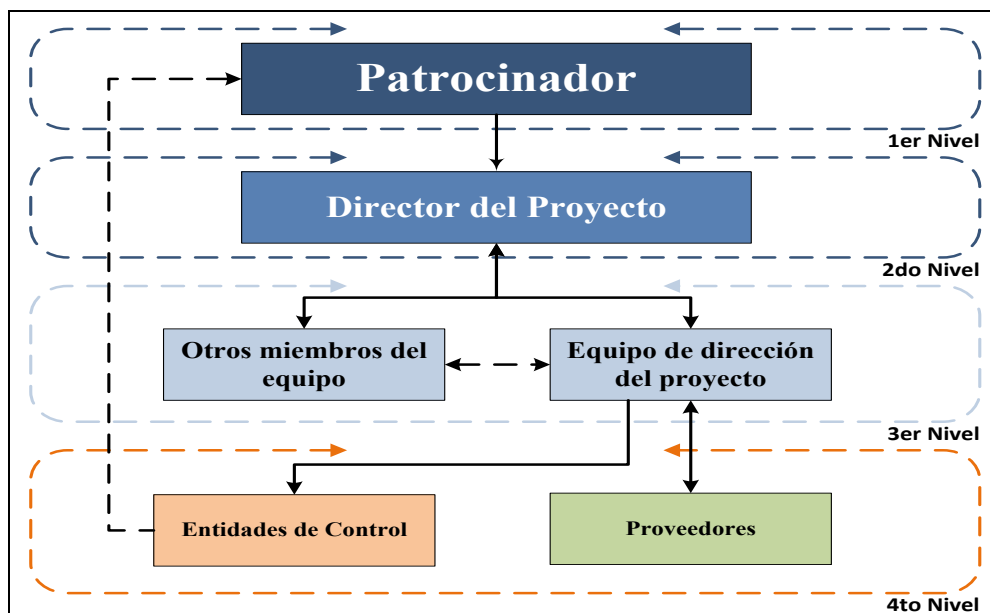 Patrocinador
1er Nivel
Director del Proyecto
2do Nivel
Otros miembros del
equipo
Equipo de dirección
del proyecto
3er Nivel
Entidades de Control
Proveedores
4to Nivel